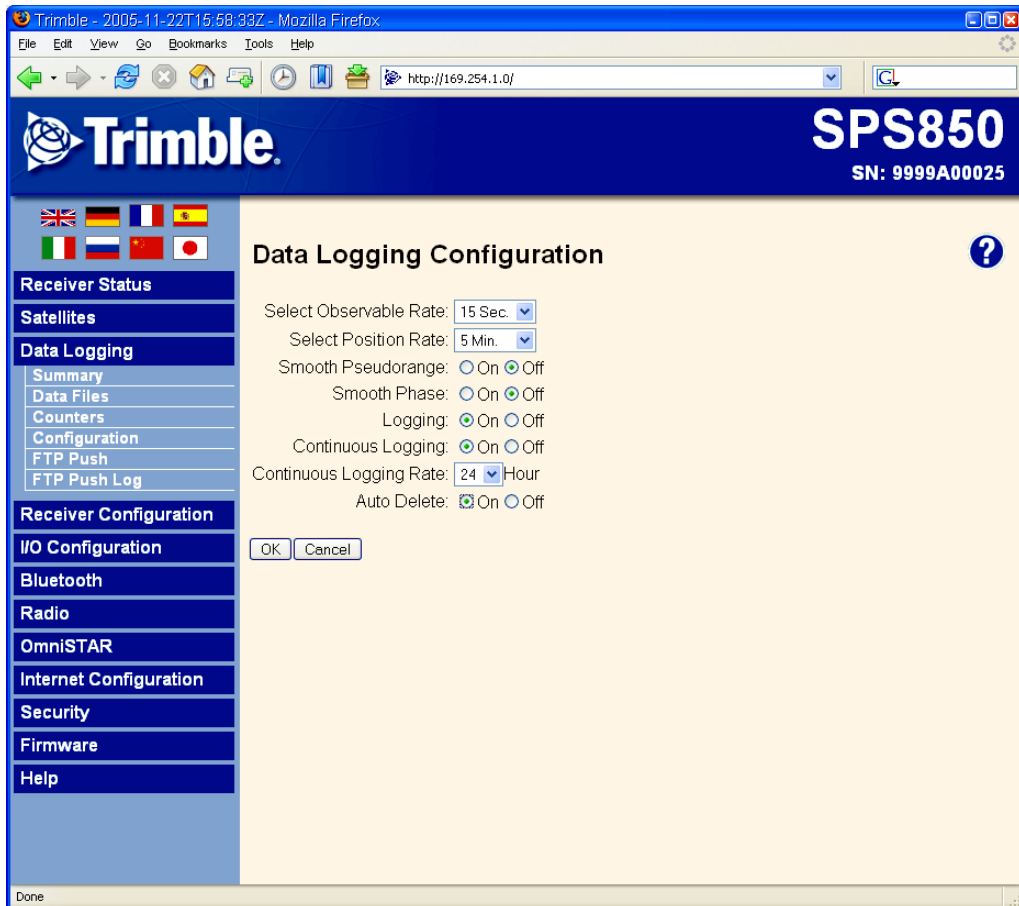 Trimble - 2005-11-22T15:58:33Z - Mozilla Firefox
File Edit View Go Bookmarks Tools Help
http://169.254.1.0/
G
Trimble.
SPS850
SN: 9999A00025
Data Logging Configuration
?
Receiver Status
Satellites
Data Logging
Summary
Data Files
Counters
Configuration
FTP Push
FTP Push Log
Receiver Configuration
I/O Configuration
Bluetooth
Radio
OmniSTAR
Internet Configuration
Security
Firmware
Help
Select Observable Rate: 15 Sec.
Select Position Rate: 5 Min.
Smooth Pseudorange: On Off
Smooth Phase: On Off
Logging: On Off
Continuous Logging: On Off
Continuous Logging Rate: 24 Hour
Auto Delete: On Off
OK Cancel
Done